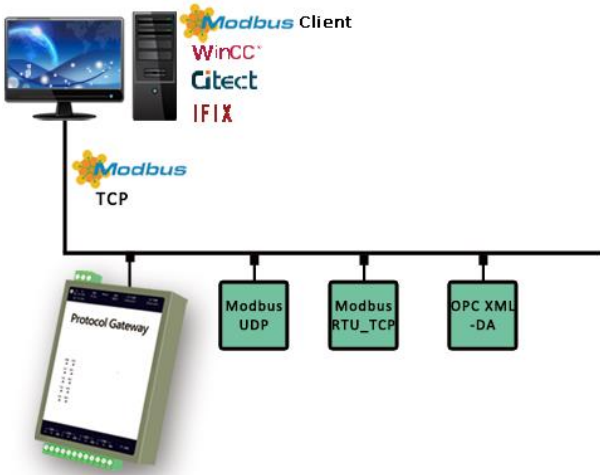 Modbus Client
WinCC
Citect
IFIX
Modbus
TCP
Protocol Gateway
Modbus
UDP
Modbus
RTU_TCP
OPC XML
-DA